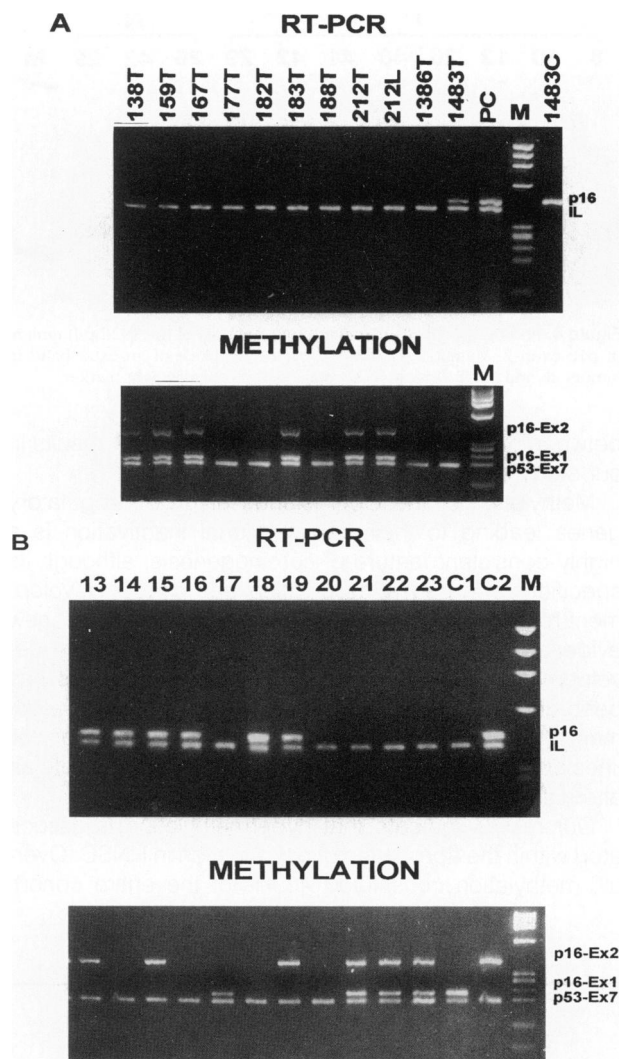 A
RT-PCR
138T 159T 167T 177T 182T 183T 188T 212T 212L 1386T 1483T PC M 1483C
p16
IL
METHYLATION
M
p16-Ex2
p16-Ex1
p53-Ex7
B
RT-PCR
13 14 15 16 17 18 19 20 21 22 23 C1 C2 M
p16
IL
METHYLATION
p16-Ex2
p16-Ex1
p53-Ex7